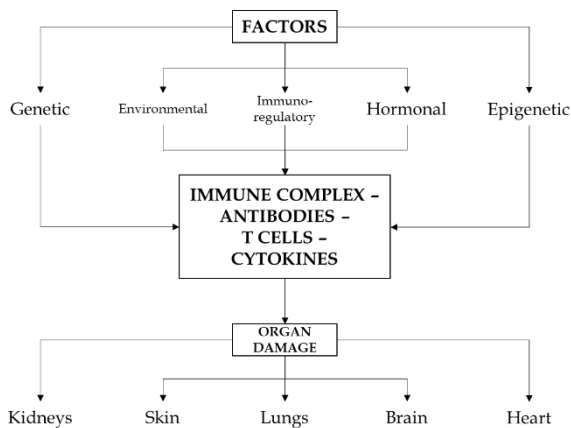 FACTORS
Genetic
Environmental
Immuno-
regulatory
Hormonal
Epigenetic
IMMUNE COMPLEX –
ANTIBODIES –
T CELLS –
CYTOKINES
ORGAN
DAMAGE
Kidneys
Skin
Lungs
Brain
Heart